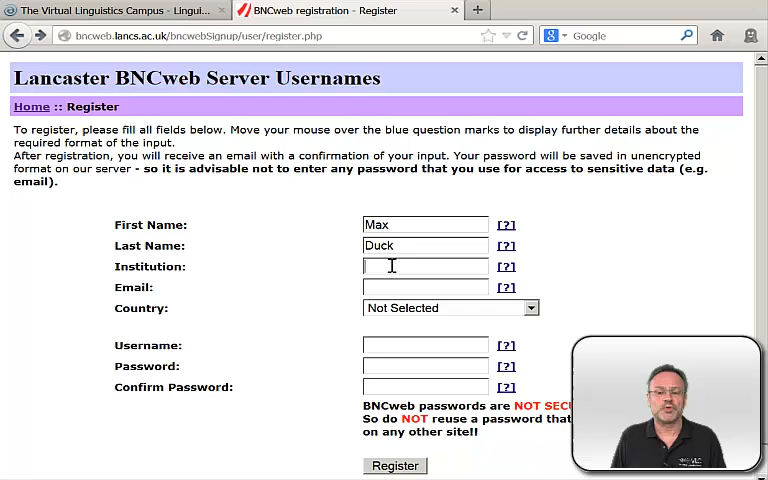 The Virtual Linguistics Campus - Lingui...
BNCweb registration - Register
bncweb.lancs.ac.uk/bncwebSignup/user/register.php
Google
Lancaster BNCweb Server Usernames
Home :: Register
To register, please fill all fields below. Move your mouse over the blue question marks to display further details about the
required format of the input.
After registration, you will receive an email with a confirmation of your input. Your password will be saved in unencrypted
format on our server - so it is advisable not to enter any password that you use for access to sensitive data (e.g.
email).
First Name: Max [?]
Last Name: Duck [?]
Institution: [?]
Email: [?]
Country: Not Selected
Username: [?]
Password: [?]
Confirm Password: [?]
BNCweb passwords are NOT SECU
So do NOT reuse a password that
on any other site!!
Register